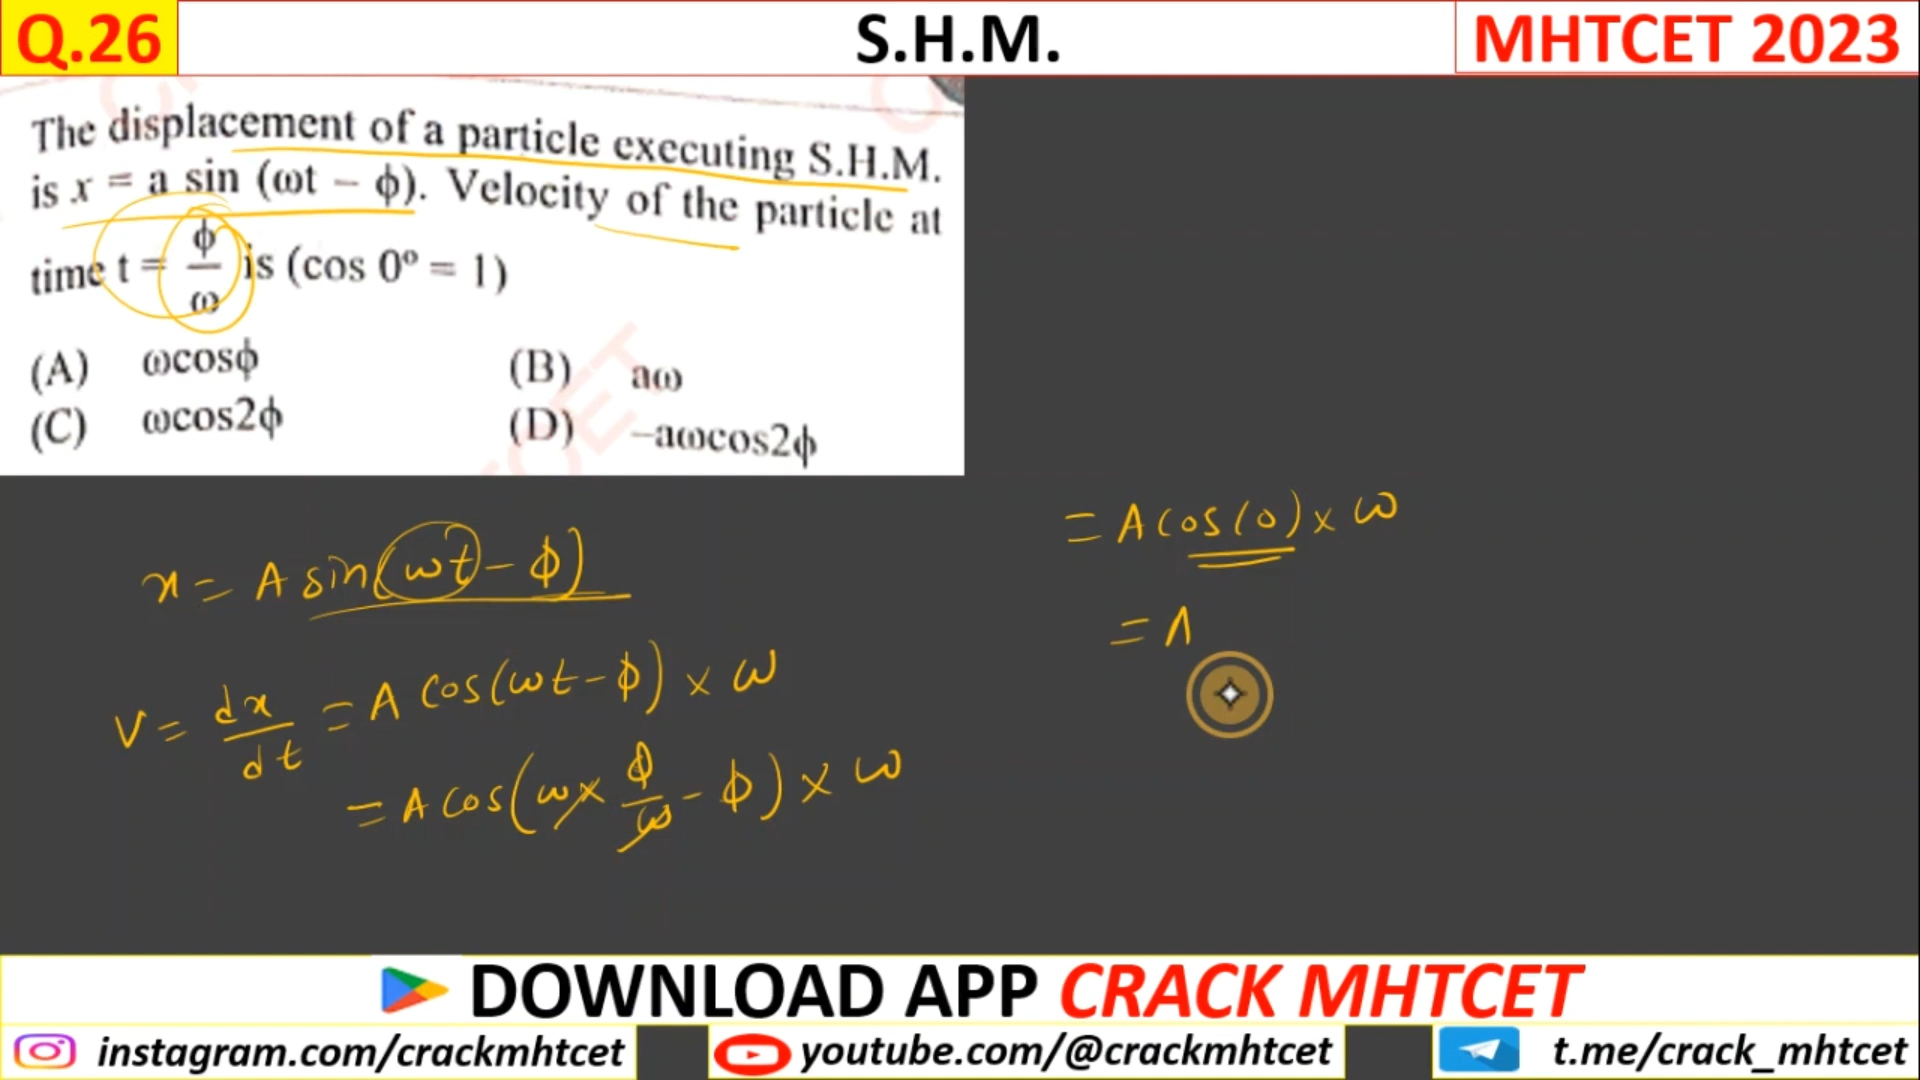 Q.26
S.H.M.
MHTCET 2023
The displacement of a particle executing S.H.M.
is x = a sin (ωt − ϕ). Velocity of the particle at
time t = ϕ/ω is (cos 0° = 1)
(A) ωcosϕ (B) aω
(C) ωcos2ϕ (D) –aωcos2ϕ
x = A sin(ωt − ϕ)
V = dx/dt = A cos(ωt − ϕ) × ω
= A cos(ω × ϕ/ω − ϕ) × ω
= A cos(0) × ω
= A
DOWNLOAD APP CRACK MHTCET
instagram.com/crackmhtcet
youtube.com/@crackmhtcet
t.me/crack_mhtcet